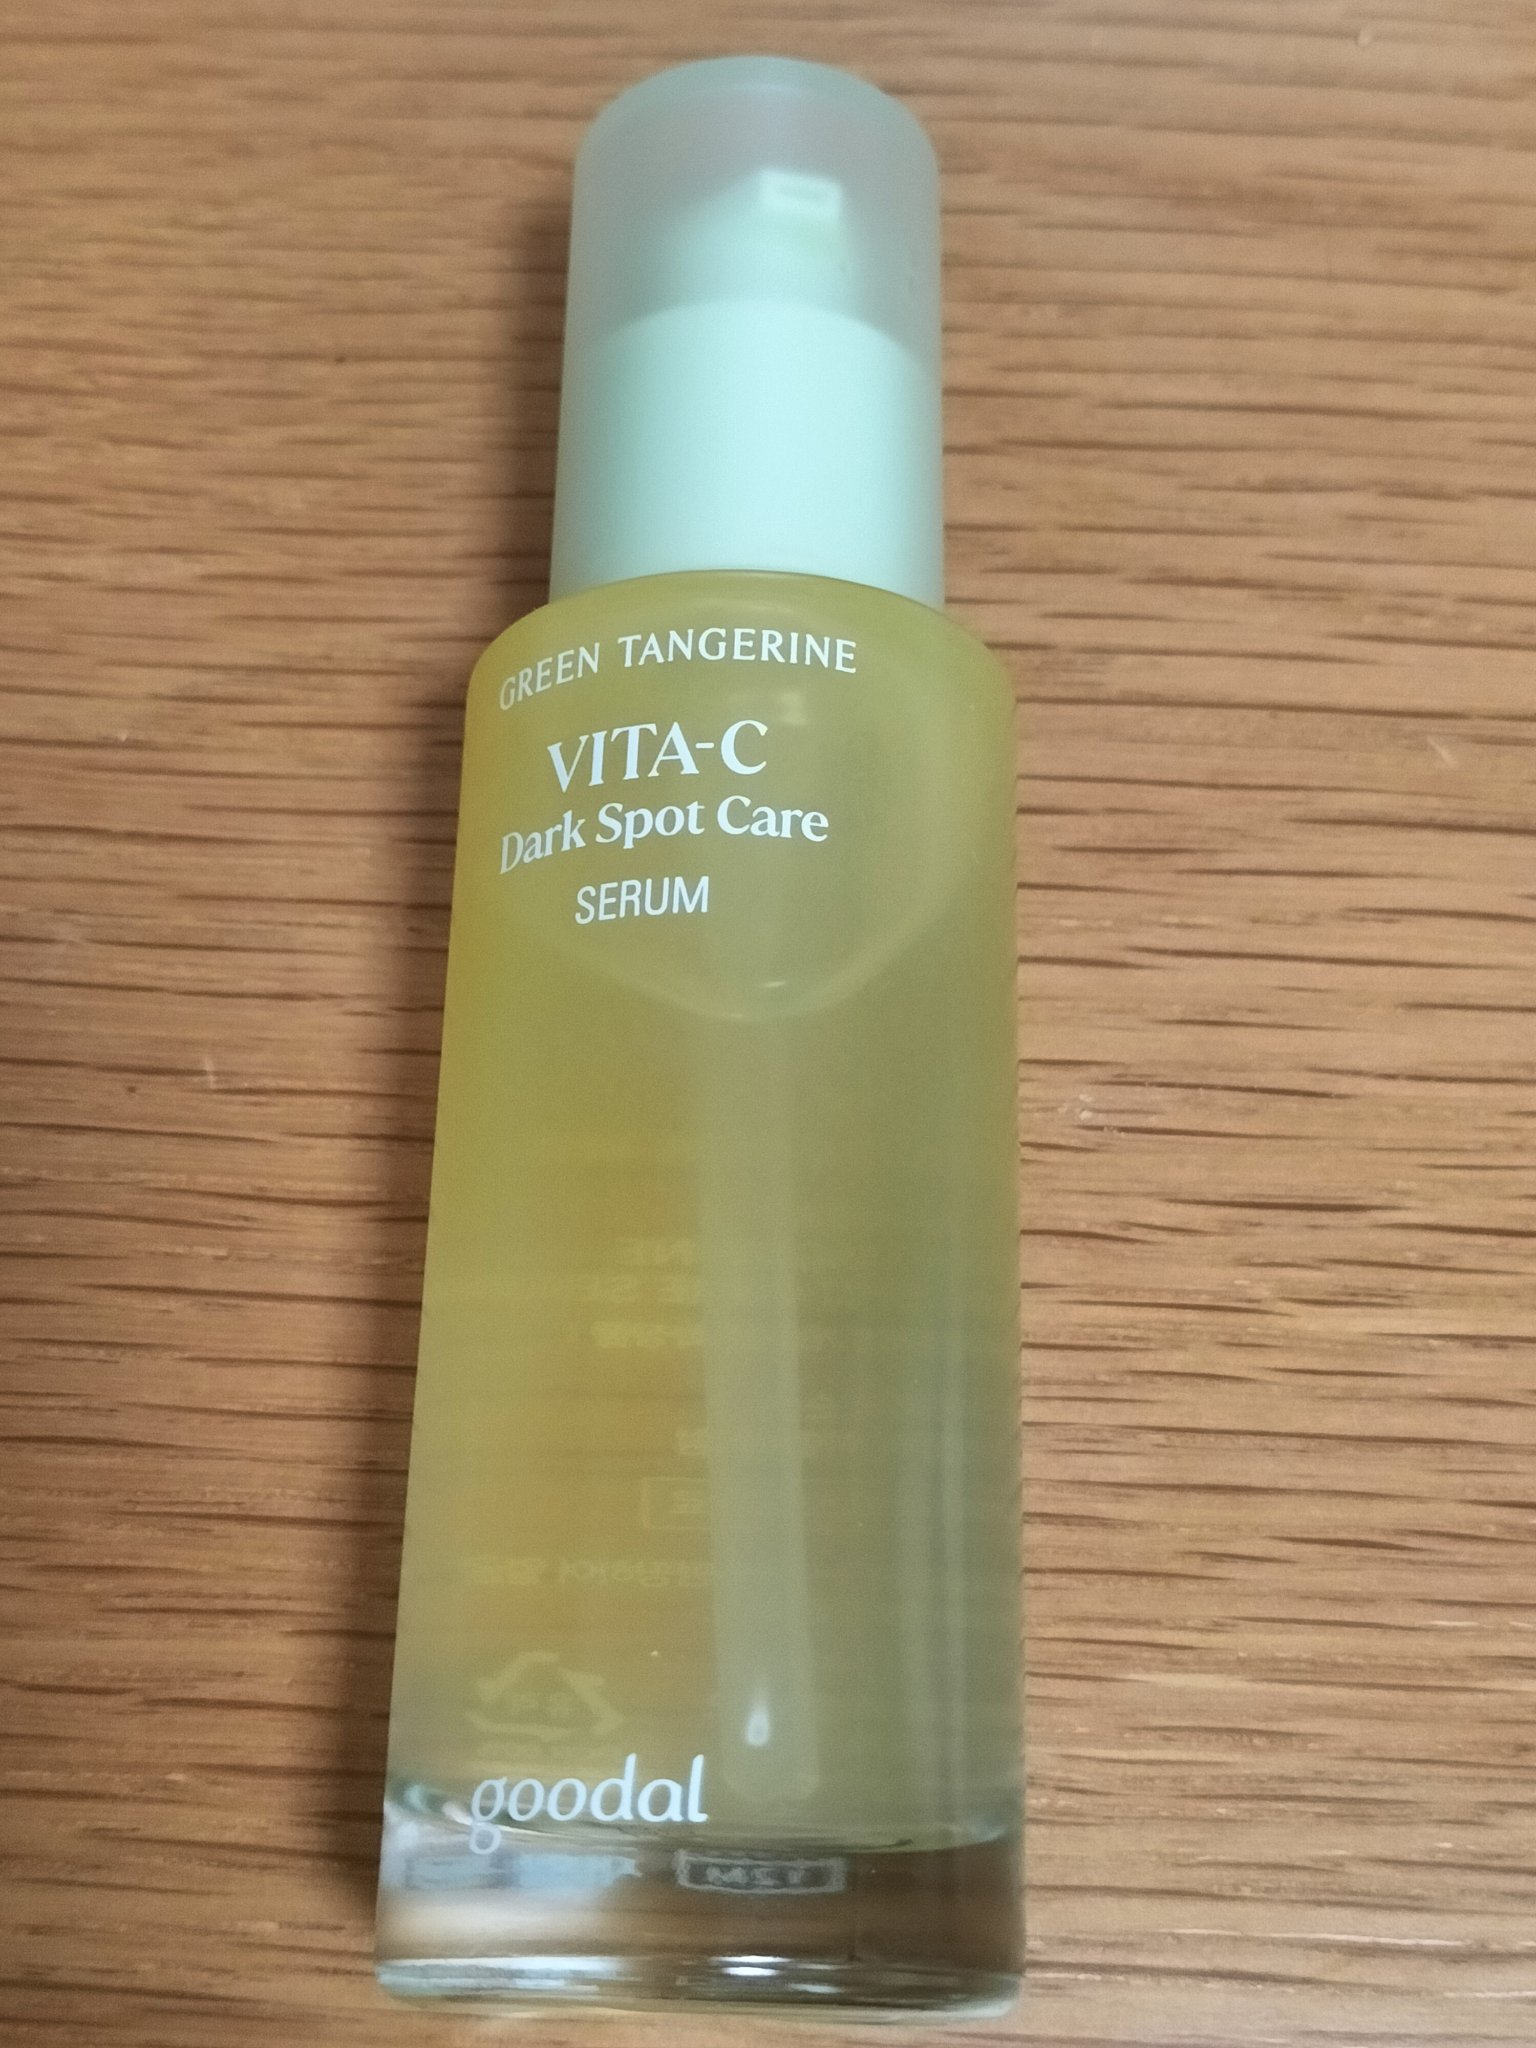 GREEN TANGERINE
VITA-C
Dark Spot Care
SERUM
goodal